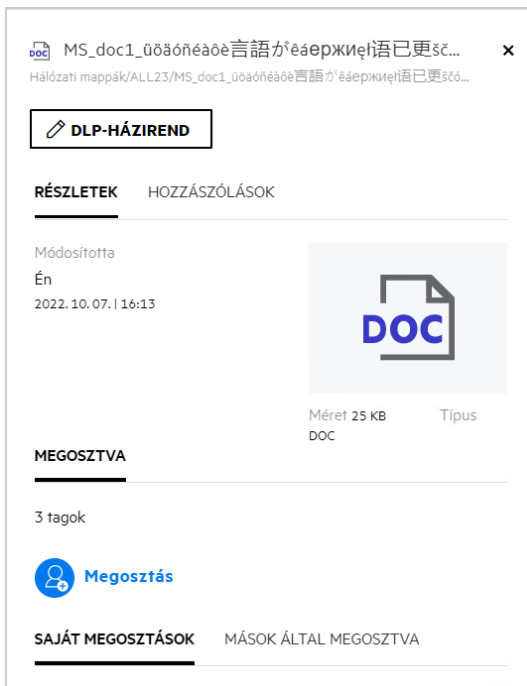 DOC MS_doc1_üöäóñéàôè言語がêáержиęł语已更ščč... ×
Hálózati mappák/ALL23/MS_doc1_üöäóñéàôè言語がêáержиęł语已更ščó...
DLP-HÁZIREND
RÉSZLETEK HOZZÁSZÓLÁSOK
Módosította
Én
2022. 10. 07. | 16:13
DOC
Méret 25 KB Típus
DOC
MEGOSZTVA
3 tagok
Megosztás
SAJÁT MEGOSZTÁSOK MÁSOK ÁLTAL MEGOSZTVA